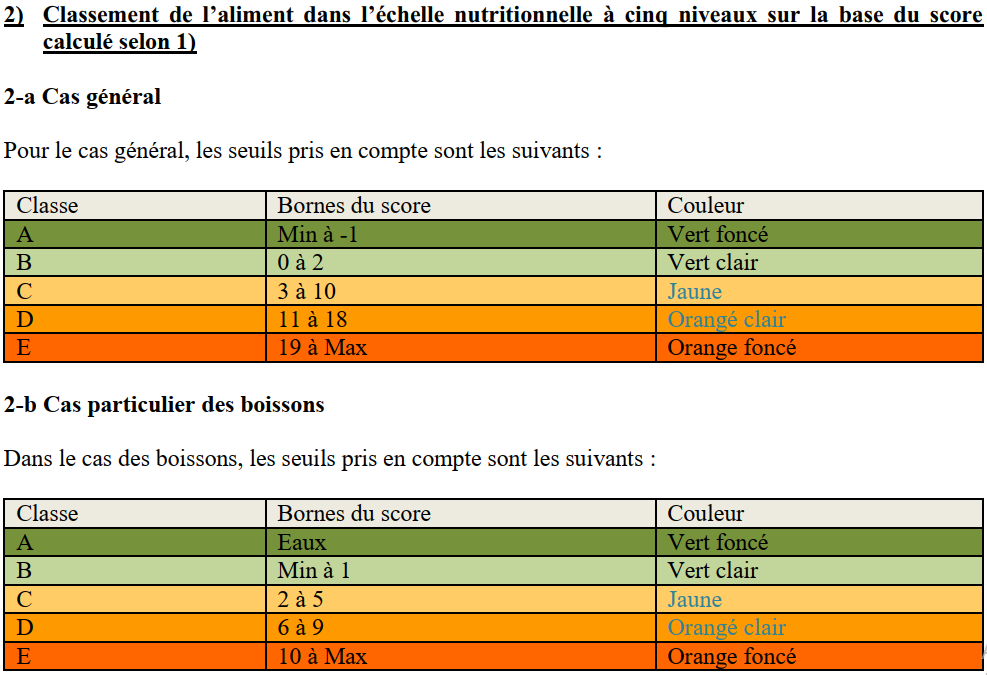 2) Classement de l’aliment dans l’échelle nutritionnelle à cinq niveaux sur la base du score
calculé selon 1)
2-a Cas général
Pour le cas général, les seuils pris en compte sont les suivants :
Classe Bornes du score Couleur
A Min à -1 Vert foncé
B 0 à 2 Vert clair
C 3 à 10 Jaune
D 11 à 18 Orangé clair
E 19 à Max Orange foncé
2-b Cas particulier des boissons
Dans le cas des boissons, les seuils pris en compte sont les suivants :
Classe Bornes du score Couleur
A Eaux Vert foncé
B Min à 1 Vert clair
C 2 à 5 Jaune
D 6 à 9 Orangé clair
E 10 à Max Orange foncé